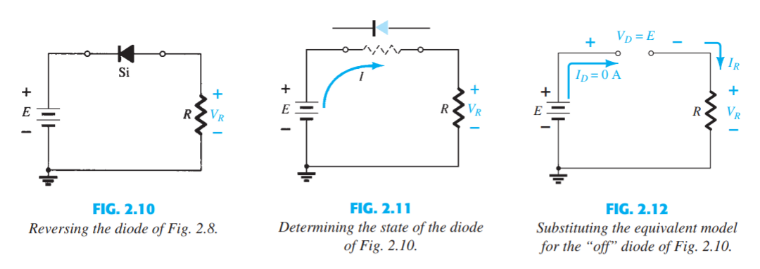 Si
+
E
−
R
+
V_R
−
FIG. 2.10
Reversing the diode of Fig. 2.8.
I
+
E
−
R
+
V_R
−
FIG. 2.11
Determining the state of the diode
of Fig. 2.10.
+ V_D = E −
I_D = 0 A
I_R
+
E
−
R
+
V_R
−
FIG. 2.12
Substituting the equivalent model
for the “off” diode of Fig. 2.10.